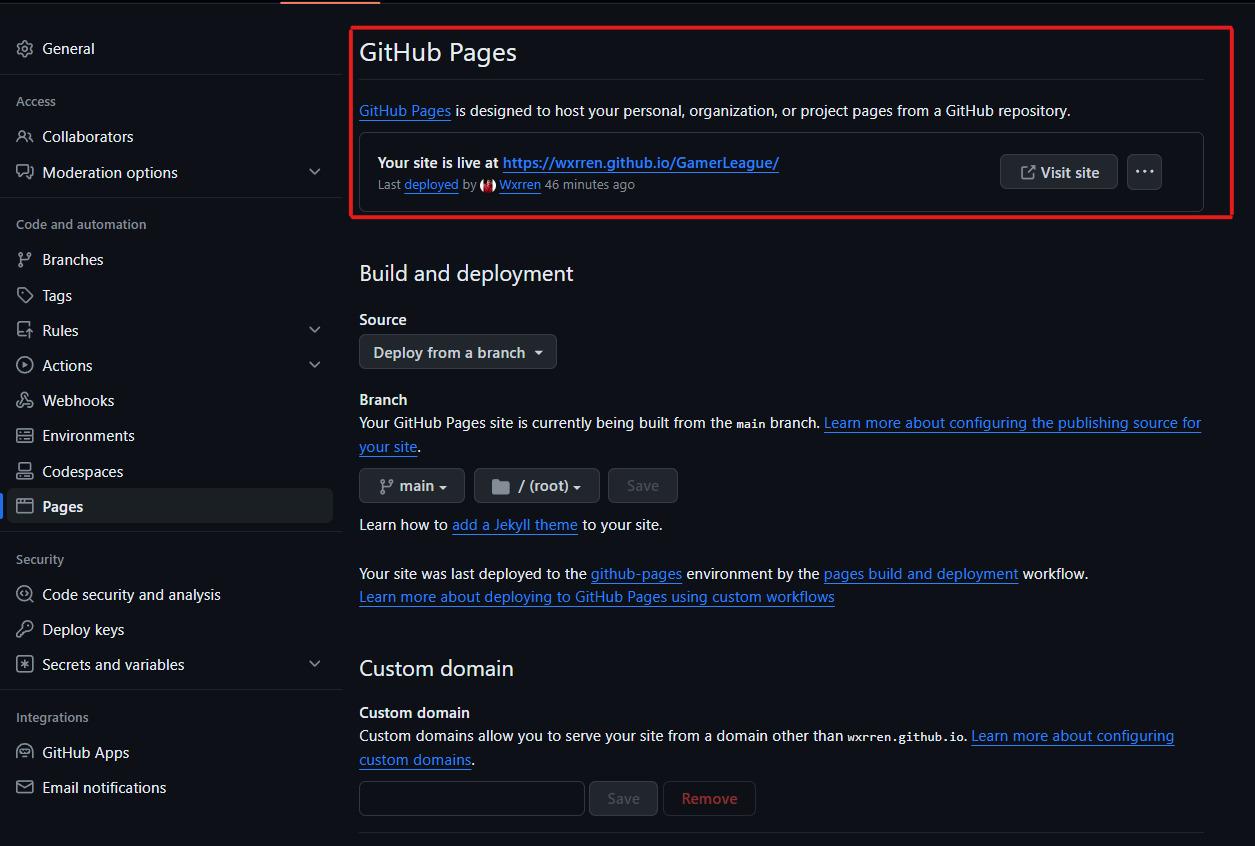 General
Access
Collaborators
Moderation options
Code and automation
Branches
Tags
Rules
Actions
Webhooks
Environments
Codespaces
Pages
Security
Code security and analysis
Deploy keys
Secrets and variables
Integrations
GitHub Apps
Email notifications
GitHub Pages
GitHub Pages is designed to host your personal, organization, or project pages from a GitHub repository.
Your site is live at https://wxrren.github.io/GamerLeague/
Last deployed by Wxrren 46 minutes ago
Visit site
Build and deployment
Source
Deploy from a branch
Branch
Your GitHub Pages site is currently being built from the main branch. Learn more about configuring the publishing source for
your site.
main
/ (root)
Save
Learn how to add a Jekyll theme to your site.
Your site was last deployed to the github-pages environment by the pages build and deployment workflow.
Learn more about deploying to GitHub Pages using custom workflows
Custom domain
Custom domain
Custom domains allow you to serve your site from a domain other than wxrren.github.io. Learn more about configuring
custom domains.
Save
Remove